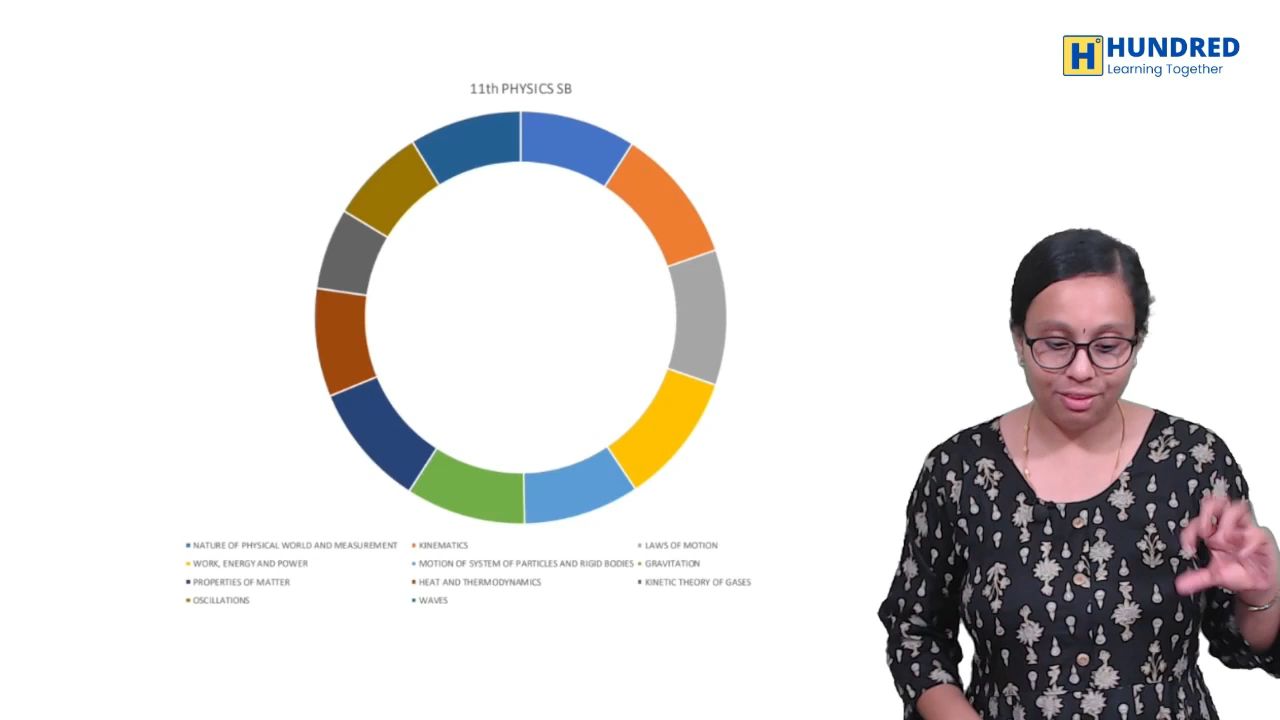 HUNDRED
Learning Together
11th PHYSICS SB
NATURE OF PHYSICAL WORLD AND MEASUREMENT KINEMATICS LAWS OF MOTION
WORK, ENERGY AND POWER MOTION OF SYSTEM OF PARTICLES AND RIGID BODIES GRAVITATION
PROPERTIES OF MATTER HEAT AND THERMODYNAMICS KINETIC THEORY OF GASES
OSCILLATIONS WAVES